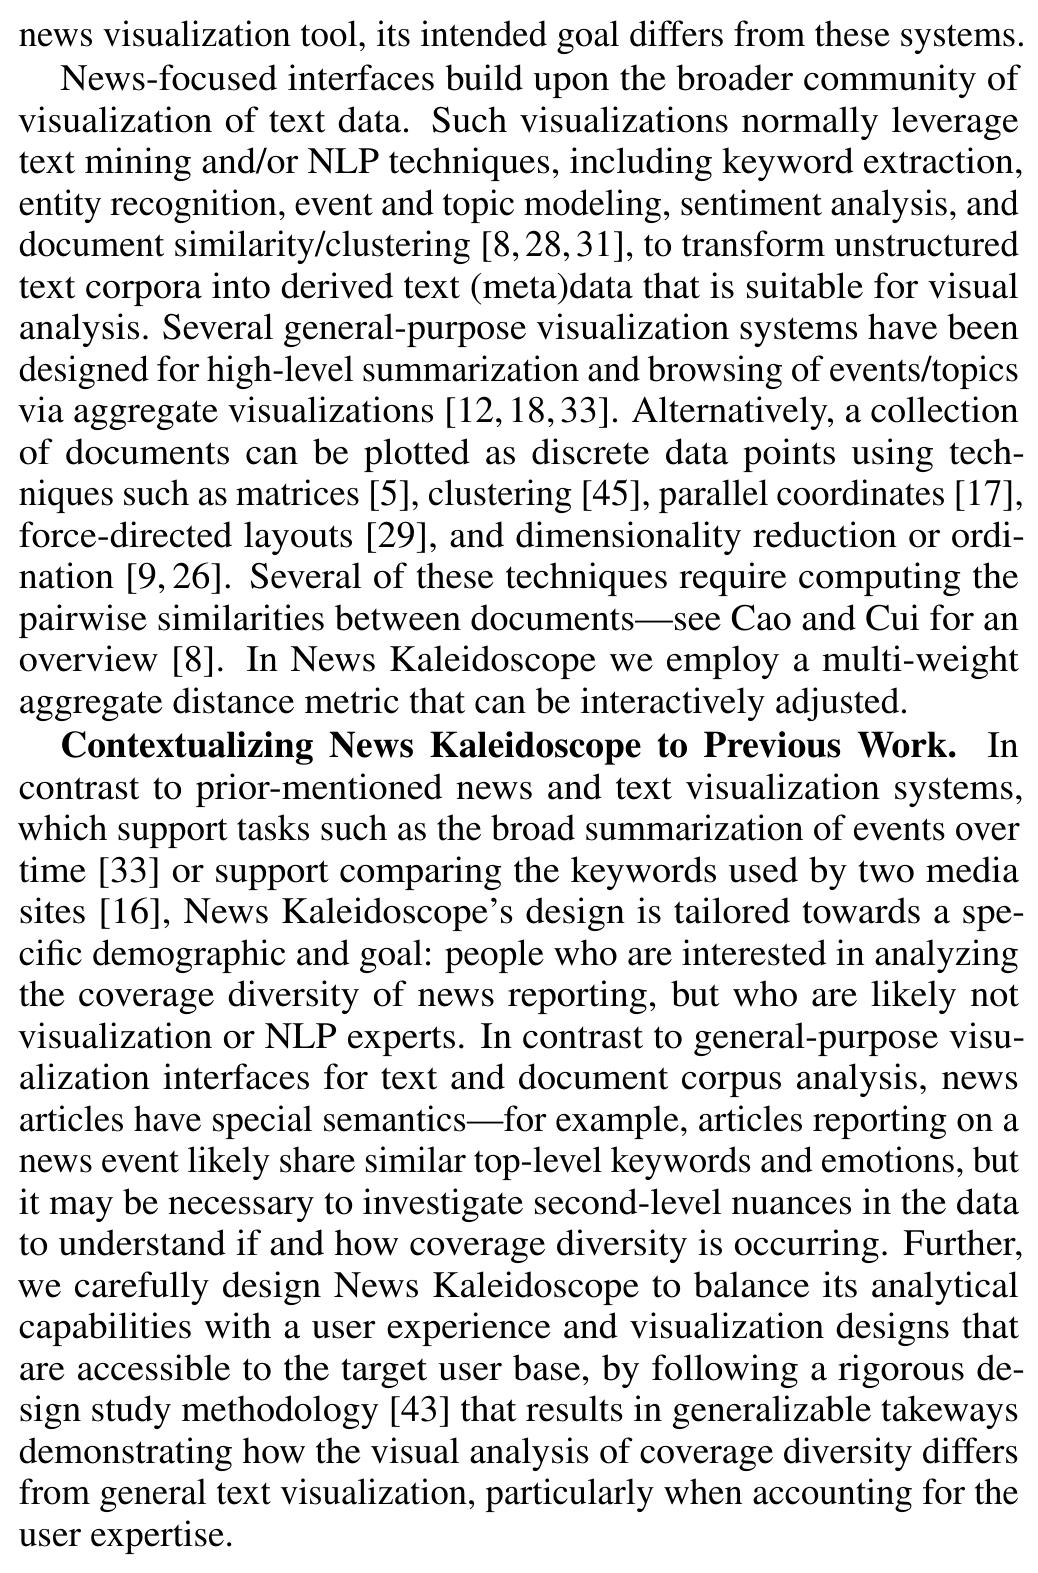 news visualization tool, its intended goal differs from these systems.
News-focused interfaces build upon the broader community of
visualization of text data. Such visualizations normally leverage
text mining and/or NLP techniques, including keyword extraction,
entity recognition, event and topic modeling, sentiment analysis, and
document similarity/clustering [8, 28, 31], to transform unstructured
text corpora into derived text (meta)data that is suitable for visual
analysis. Several general-purpose visualization systems have been
designed for high-level summarization and browsing of events/topics
via aggregate visualizations [12, 18, 33]. Alternatively, a collection
of documents can be plotted as discrete data points using tech-
niques such as matrices [5], clustering [45], parallel coordinates [17],
force-directed layouts [29], and dimensionality reduction or ordi-
nation [9, 26]. Several of these techniques require computing the
pairwise similarities between documents—see Cao and Cui for an
overview [8]. In News Kaleidoscope we employ a multi-weight
aggregate distance metric that can be interactively adjusted.
Contextualizing News Kaleidoscope to Previous Work. In
contrast to prior-mentioned news and text visualization systems,
which support tasks such as the broad summarization of events over
time [33] or support comparing the keywords used by two media
sites [16], News Kaleidoscope’s design is tailored towards a spe-
cific demographic and goal: people who are interested in analyzing
the coverage diversity of news reporting, but who are likely not
visualization or NLP experts. In contrast to general-purpose visu-
alization interfaces for text and document corpus analysis, news
articles have special semantics—for example, articles reporting on a
news event likely share similar top-level keywords and emotions, but
it may be necessary to investigate second-level nuances in the data
to understand if and how coverage diversity is occurring. Further,
we carefully design News Kaleidoscope to balance its analytical
capabilities with a user experience and visualization designs that
are accessible to the target user base, by following a rigorous de-
sign study methodology [43] that results in generalizable takeways
demonstrating how the visual analysis of coverage diversity differs
from general text visualization, particularly when accounting for the
user expertise.